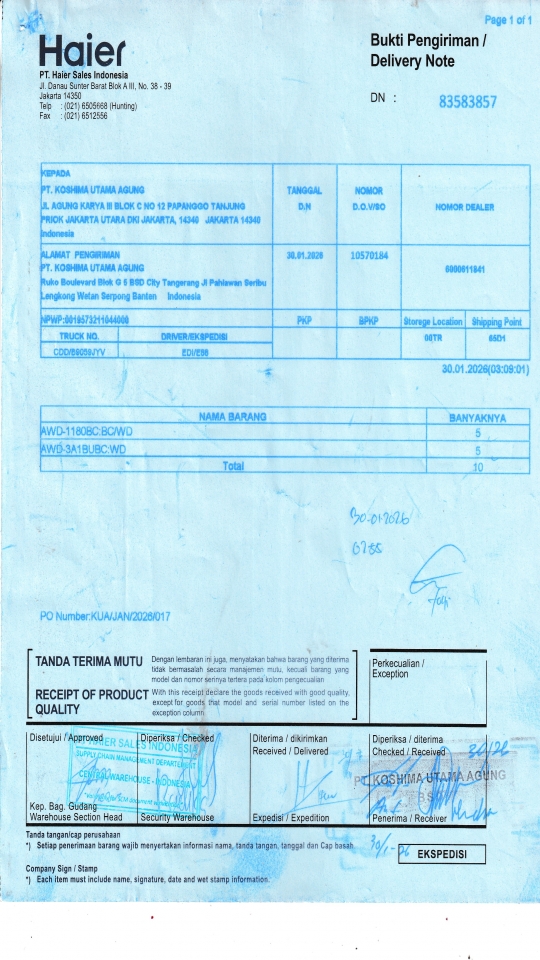 Page 1 of 1
Haier
Bukti Pengiriman /
Delivery Note
PT. Haier Sales Indonesia
Jl. Danau Sunter Barat Blok A III, No. 38 - 39
Jakarta 14350
Telp : (021) 6505668 (Hunting)
Fax : (021) 6512556
DN : 83583857
KEPADA
PT. KOSHIMA UTAMA AGUNG
JL AGUNG KARYA III BLOK C NO 12 PAPANGGO TANJUNG
PRIOK JAKARTA UTARA DKI JAKARTA, 14340 JAKARTA 14340
Indonesia
TANGGAL
D.N
NOMOR
D.O.V/SO
NOMOR DEALER
ALAMAT PENGIRIMAN
PT. KOSHIMA UTAMA AGUNG
Ruko Boulevard Blok G 5 BSD City Tangerang Jl Pahlawan Seribu
Lengkong Wetan Serpong Banten Indonesia
30.01.2026
10570184
6000611841
NPWP:0019573211044000
PKP
BPKP
Storage Location
Shipping Point
TRUCK NO.
DRIVER/EKSPEDISI
00TR
65D1
CDD/B9059JYV
30.01.2026(03:09:01)
NAMA BARANG
BANYAKNYA
AWD-1180BC:BC/WD
5
AWD-3A1BUBC:WD
5
Total
10
30-01-2026
07.55
PO Number:KUA/JAN/2026/017
TANDA TERIMA MUTU
Dengan lembaran ini juga, menyatakan bahwa barang yang diterima
tidak bermasalah secara manajemen mutu, kecuali barang yang
model dan nomor serinya tertera pada kolom pengecualian
RECEIPT OF PRODUCT
QUALITY
With this receipt declare the goods received with good quality,
except for goods that model and serial number listed on the
exception column
Perkecualian /
Exception
Disetujui / Approved
Diperiksa / Checked
Diterima / dikirimkan
Received / Delivered
Diperiksa / diterima
Checked / Received
PT. HAIER SALES INDONESIA
SUPPLY CHAIN MANAGEMENT DEPARTEMENT
CENTRAL WAREHOUSE - INDONESIA
PT. KOSHIMA UTAMA AGUNG
BSD
Kep. Bag. Gudang
Warehouse Section Head
Security Warehouse
Expedisi / Expedition
Penerima / Receiver
Tanda tangan/cap perusahaan
*) Setiap penerimaan barang wajib menyertakan informasi nama, tanda tangan, tanggal dan Cap basah.
EKSPEDISI
Company Sign / Stamp
*) Each item must include name, signature, date and wet stamp information.